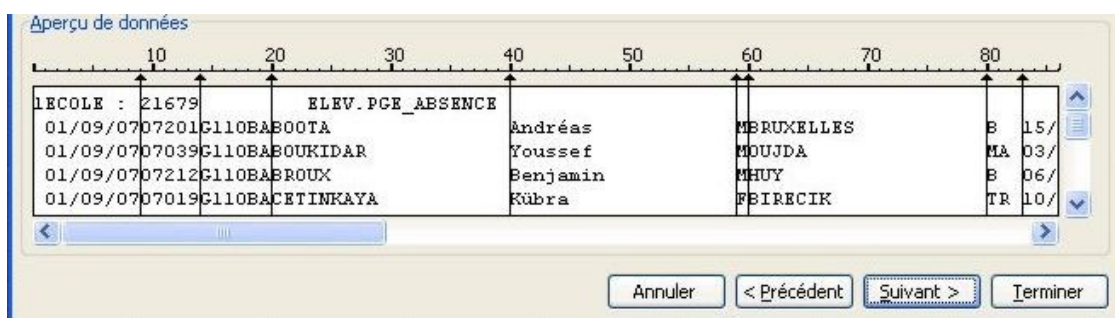 Aperçu de données
10 20 30 40 50 60 70 80
1ECOLE : 21679 ELEV.PGE_ABSENCE
01/09/0707201G110BABOOTA Andréas MBRUXELLES B 15/
01/09/0707039G110BABOUKIDAR Youssef MOUJDA MA 03/
01/09/0707212G110BABROUX Benjamin MHUY B 06/
01/09/0707019G110BACETINKAYA Kübra FBIRECIK TR 10/
Annuler < Précédent Suivant > Terminer